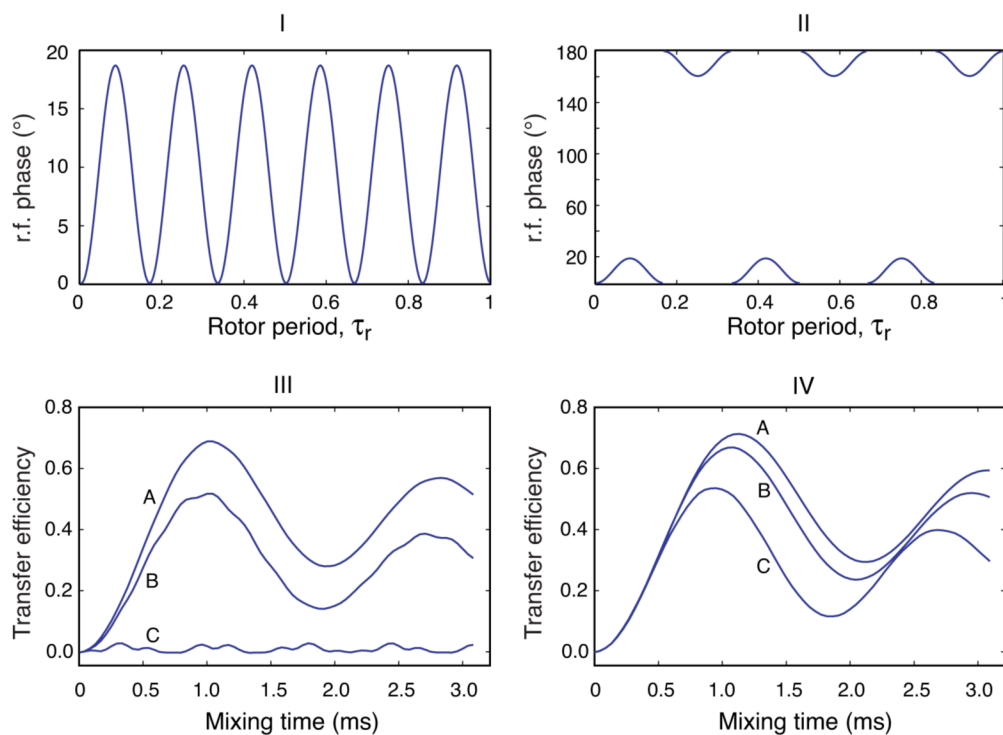 I
20
15
10
5
0
r.f. phase (°)
0 0.2 0.4 0.6 0.8 1
Rotor period, τr
II
180
140
100
60
20
r.f. phase (°)
0 0.2 0.4 0.6 0.8 1
Rotor period, τr
III
0.8
0.6
0.4
0.2
0.0
Transfer efficiency
A
B
C
0 0.5 1.0 1.5 2.0 2.5 3.0
Mixing time (ms)
IV
0.8
0.6
0.4
0.2
0.0
Transfer efficiency
A
B
C
0 0.5 1.0 1.5 2.0 2.5 3.0
Mixing time (ms)